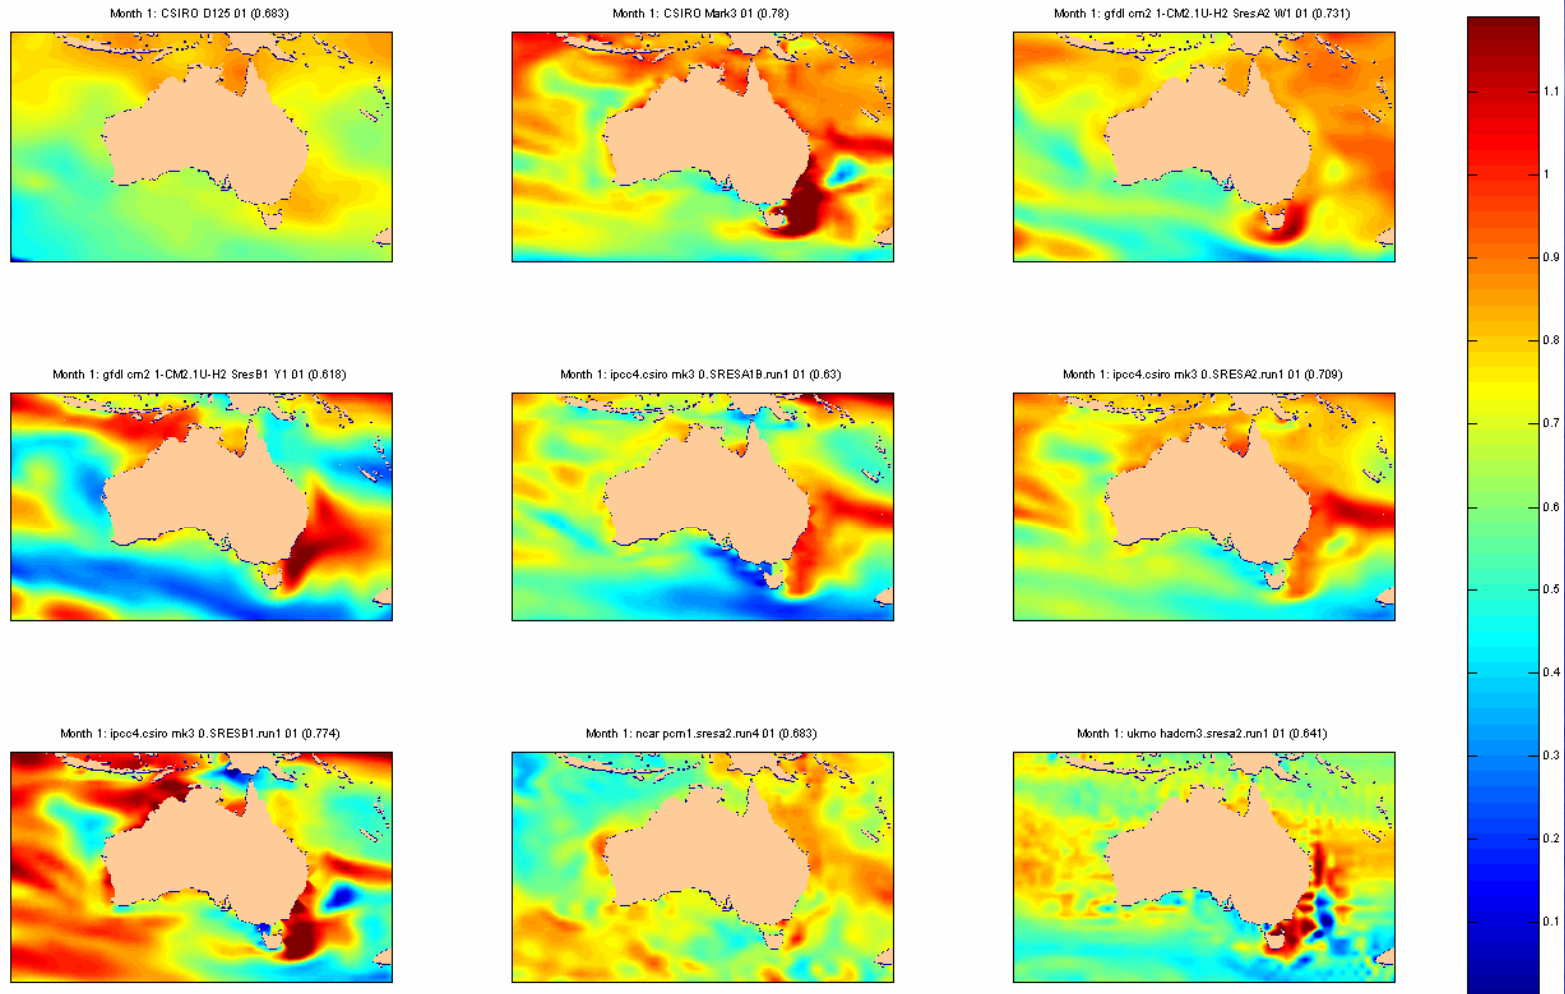 Month 1: CSIRO D125 01 (0.683)
Month 1: CSIRO Mark3 01 (0.78)
Month 1: gfdl cm2 1-CM2.1U-H2 SresA2 W1 01 (0.731)
Month 1: gfdl cm2 1-CM2.1U-H2 SresB1 Y1 01 (0.618)
Month 1: ipcc4.csiro mk3 0.SRESA1B.run1 01 (0.63)
Month 1: ipcc4.csiro mk3 0.SRESA2.run1 01 (0.709)
Month 1: ipcc4.csiro mk3 0.SRESB1.run1 01 (0.774)
Month 1: ncar pcm1.sresa2.run4 01 (0.683)
Month 1: ukmo hadcm3.sresa2.run1 01 (0.641)
1.1
1
0.9
0.8
0.7
0.6
0.5
0.4
0.3
0.2
0.1